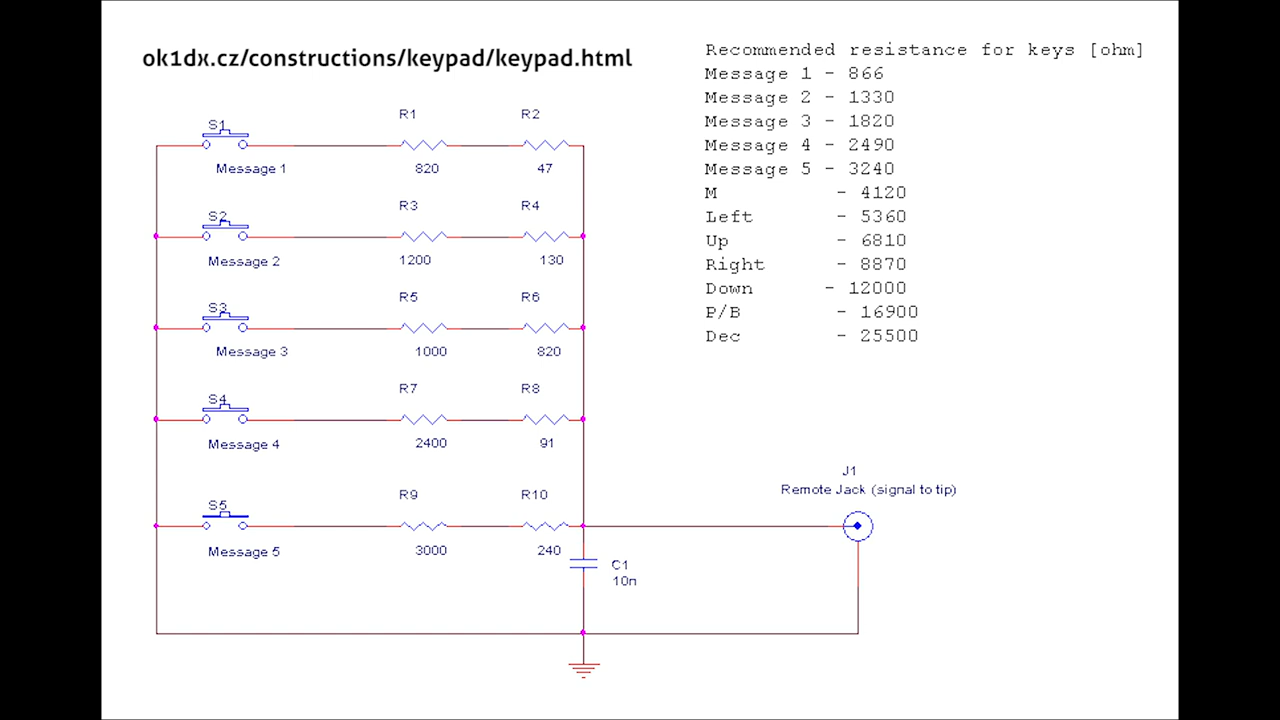 ok1dx.cz/constructions/keypad/keypad.html
Recommended resistance for keys [ohm]
Message 1 - 866
Message 2 - 1330
Message 3 - 1820
Message 4 - 2490
Message 5 - 3240
M - 4120
Left - 5360
Up - 6810
Right - 8870
Down - 12000
P/B - 16900
Dec - 25500
S1 R1 R2
Message 1 820 47
S2 R3 R4
Message 2 1200 130
S3 R5 R6
Message 3 1000 820
S4 R7 R8
Message 4 2400 91
S5 R9 R10
Message 5 3000 240
J1
Remote Jack (signal to tip)
C1
10n